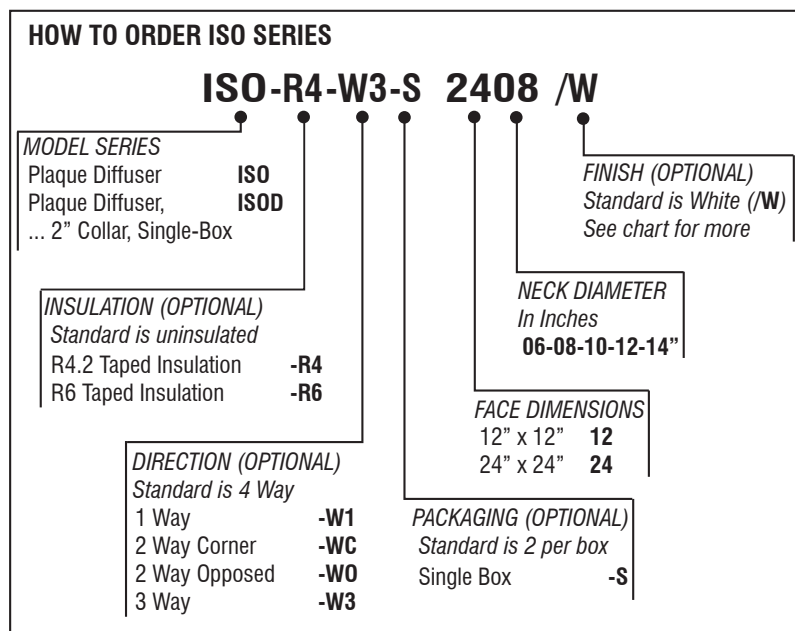 HOW TO ORDER ISO SERIES
ISO-R4-W3-S 2408 /W
MODEL SERIES
Plaque Diffuser ISO
Plaque Diffuser, ISOD
... 2” Collar, Single-Box
FINISH (OPTIONAL)
Standard is White (/W)
See chart for more
INSULATION (OPTIONAL)
Standard is uninsulated
R4.2 Taped Insulation -R4
R6 Taped Insulation -R6
NECK DIAMETER
In Inches
06-08-10-12-14”
FACE DIMENSIONS
12” x 12” 12
24” x 24” 24
DIRECTION (OPTIONAL)
Standard is 4 Way
1 Way -W1
2 Way Corner -WC
2 Way Opposed -WO
3 Way -W3
PACKAGING (OPTIONAL)
Standard is 2 per box
Single Box -S